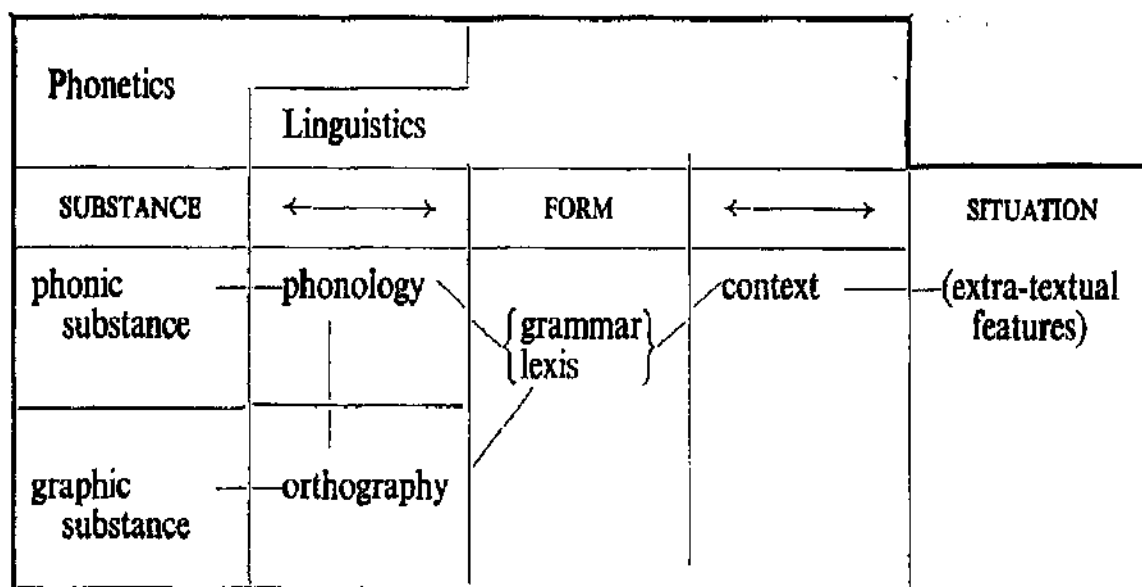 Phonetics
Linguistics
SUBSTANCE ←→ FORM ←→ SITUATION
phonic substance phonology context (extra-textual features)
{grammar lexis}
graphic substance orthography